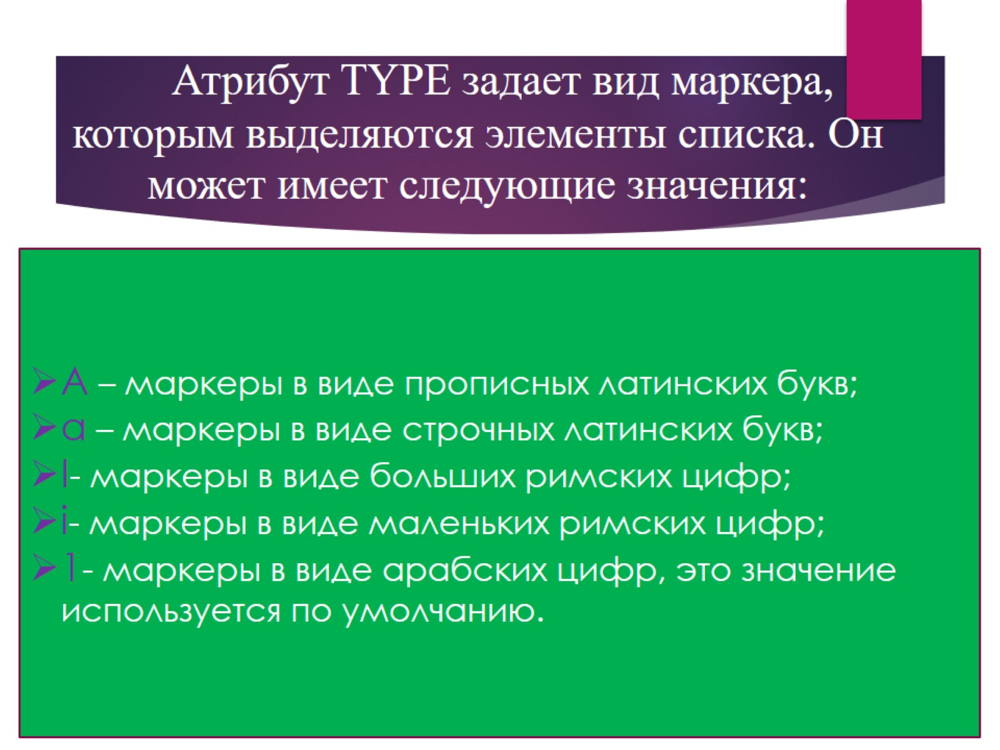 Атрибут TYPE задает вид маркера,
которым выделяются элементы списка. Он
может имеет следующие значения:
A – маркеры в виде прописных латинских букв;
a – маркеры в виде строчных латинских букв;
I- маркеры в виде больших римских цифр;
i- маркеры в виде маленьких римских цифр;
1- маркеры в виде арабских цифр, это значение
используется по умолчанию.